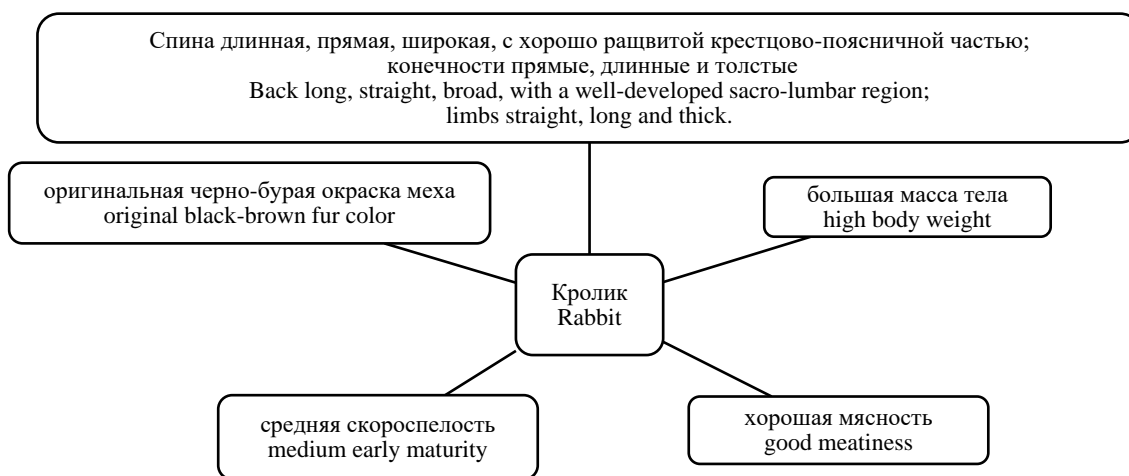 Спина длинная, прямая, широкая, с хорошо ращвитой крестцово-поясничной частью;
конечности прямые, длинные и толстые
Back long, straight, broad, with a well-developed sacro-lumbar region;
limbs straight, long and thick.
оригинальная черно-бурая окраска меха
original black-brown fur color
большая масса тела
high body weight
Кролик
Rabbit
средняя скороспелость
medium early maturity
хорошая мясность
good meatiness